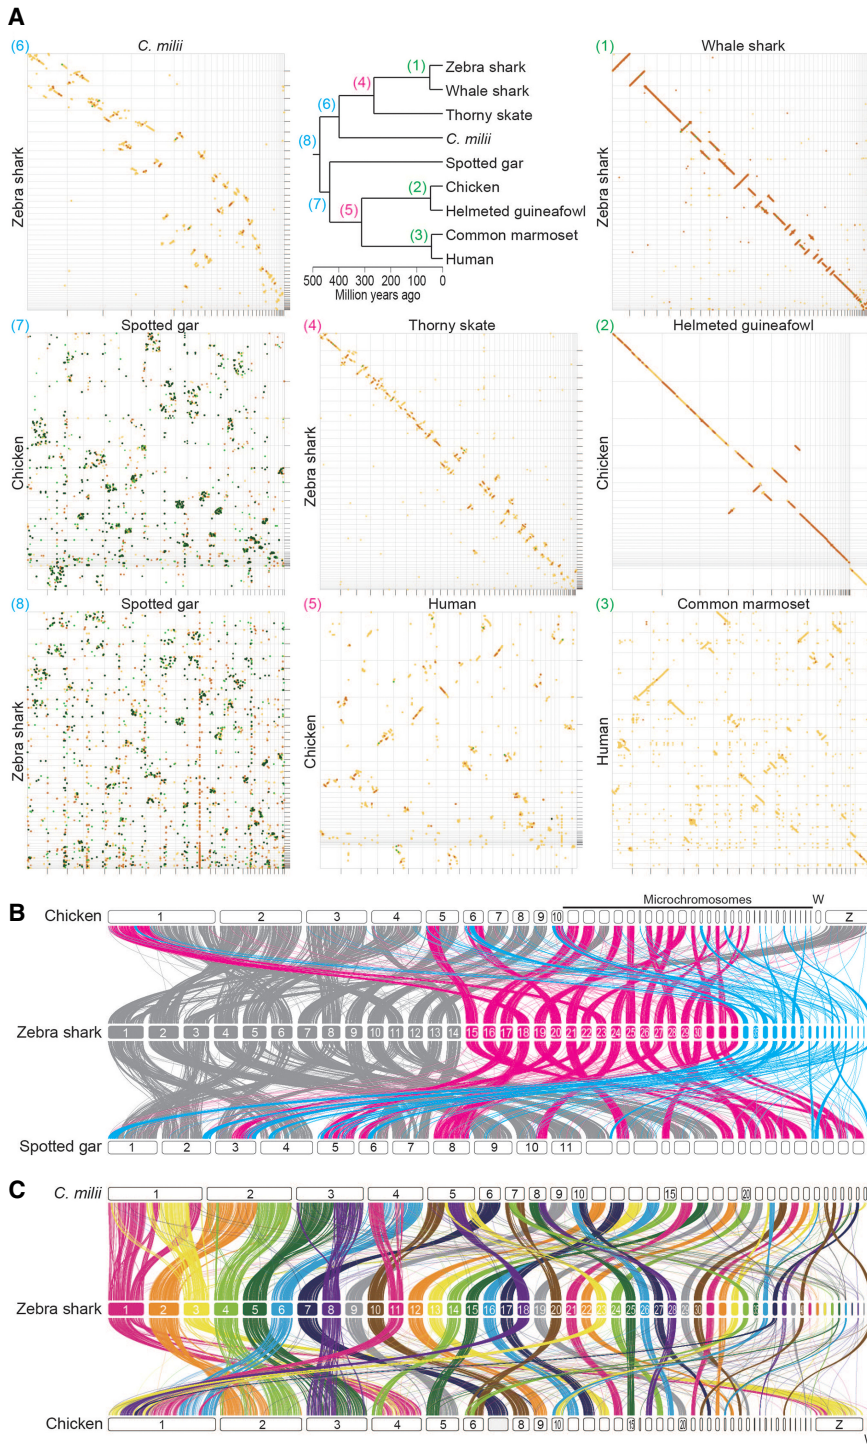 A
(6) C. milii
Zebra shark
(1) Zebra shark
Whale shark
(4)
Thorny skate
(6)
C. milii
(8)
Spotted gar
(2) Chicken
(7)
(5)
Helmeted guineafowl
(3) Common marmoset
Human
500 400 300 200 100 0
Million years ago
(1) Whale shark
Zebra shark
(7) Spotted gar
Chicken
(4) Thorny skate
Zebra shark
(2) Helmeted guineafowl
Chicken
(8) Spotted gar
Zebra shark
(5) Human
Chicken
(3) Common marmoset
Human
B
Microchromosomes W
Chicken 1 2 3 4 5 6 7 8 9 10 Z
Zebra shark 1 2 3 4 5 6 7 8 9 10 11 12 13 14 15 16 17 18 19 20 21 22 23 24 25 26 27 28 29 30
Spotted gar 1 2 3 4 5 6 7 8 9 10 11
C
C. milii 1 2 3 4 5 6 7 8 9 10 15 20
Zebra shark 1 2 3 4 5 6 7 8 9 10 11 12 13 14 15 16 17 18 19 20 21 22 23 24 25 26 27 28 29 30
Chicken 1 2 3 4 5 6 8 9 10 15 20 Z